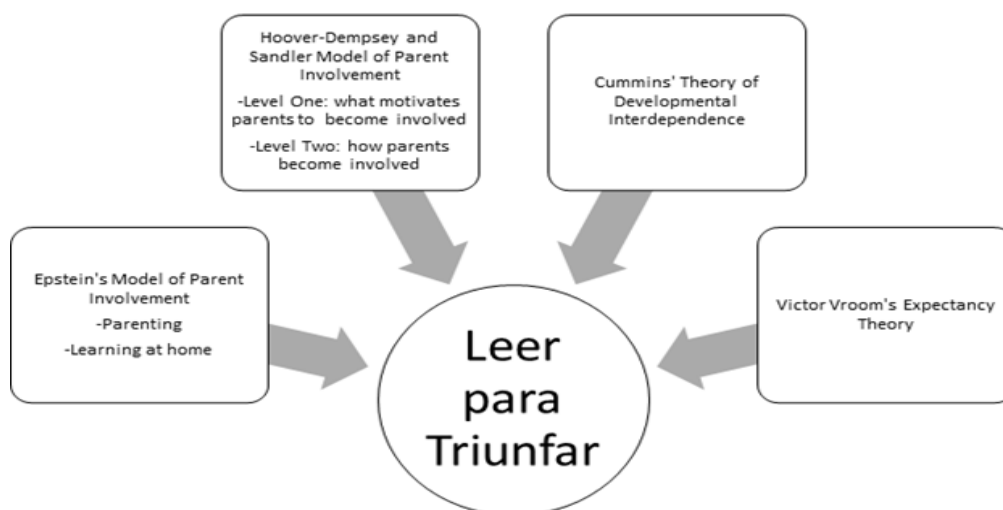 Hoover-Dempsey and
Sandler Model of Parent
Involvement
-Level One: what motivates
parents to become involved
-Level Two: how parents
become involved
Cummins' Theory of
Developmental
Interdependence
Epstein's Model of Parent
Involvement
-Parenting
-Learning at home
Victor Vroom's Expectancy
Theory
Leer
para
Triunfar